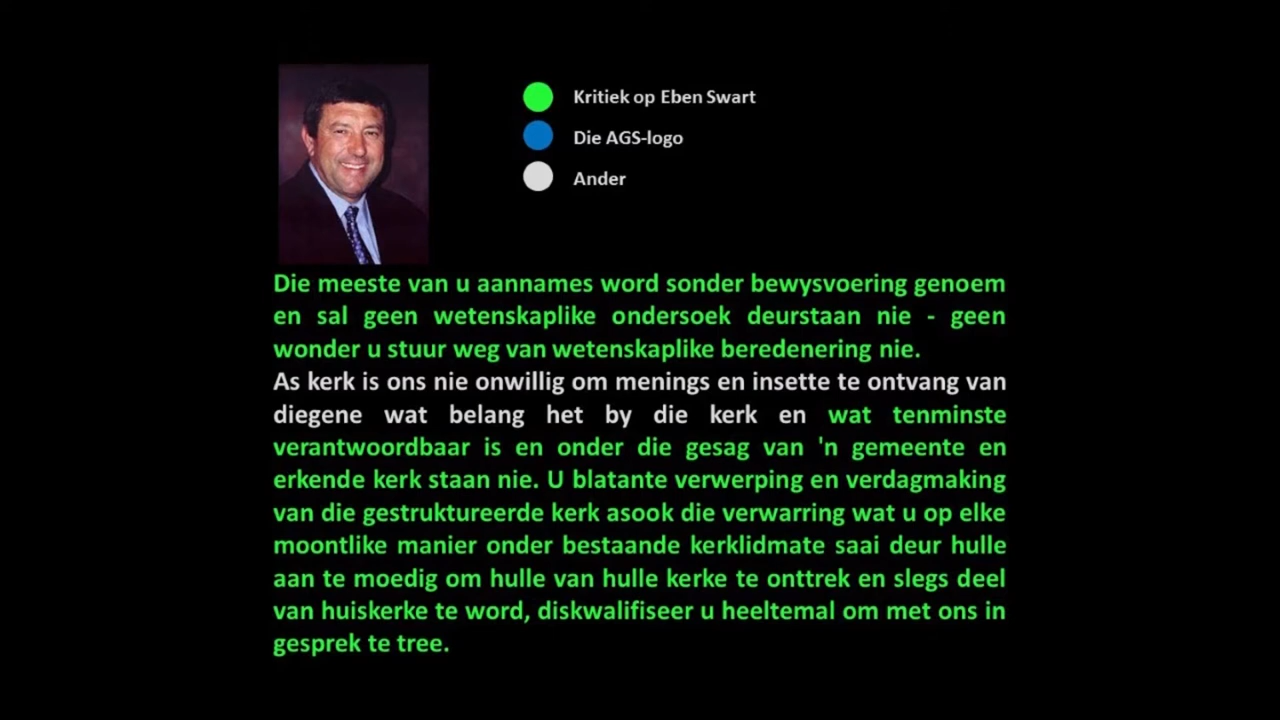 Kritiek op Eben Swart
Die AGS-logo
Ander
Die meeste van u aannames word sonder bewysvoering genoem
en sal geen wetenskaplike ondersoek deurstaan nie - geen
wonder u stuur weg van wetenskaplike beredenering nie.
As kerk is ons nie onwillig om menings en insette te ontvang van
diegene wat belang het by die kerk en wat tenminste
verantwoordbaar is en onder die gesag van 'n gemeente en
erkende kerk staan nie. U blatante verwerping en verdagmaking
van die gestruktureerde kerk asook die verwarring wat u op elke
moontlike manier onder bestaande kerklidmate saai deur hulle
aan te moedig om hulle van hulle kerke te onttrek en slegs deel
van huiskerke te word, diskwalifiseer u heeltemal om met ons in
gesprek te tree.